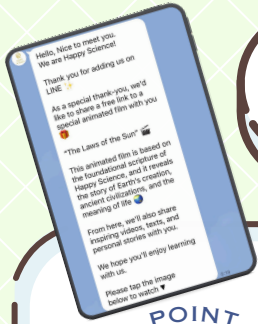 Hello, Nice to meet you.
We are Happy Science!
Thank you for adding us on
LINE ✨
As a special thank-you, we'd
like to share a free link to a
special animated film with you
🎁
"The Laws of the Sun" 🎬
This animated film is based on
the foundational scripture of
Happy Science, and it reveals
the story of Earth's creation,
ancient civilizations, and the
meaning of life 🌏
From here, we'll also share
inspiring videos, texts, and
personal stories with you.
We hope you'll enjoy learning
with us.
Please tap the image
below to watch ▼
POINT